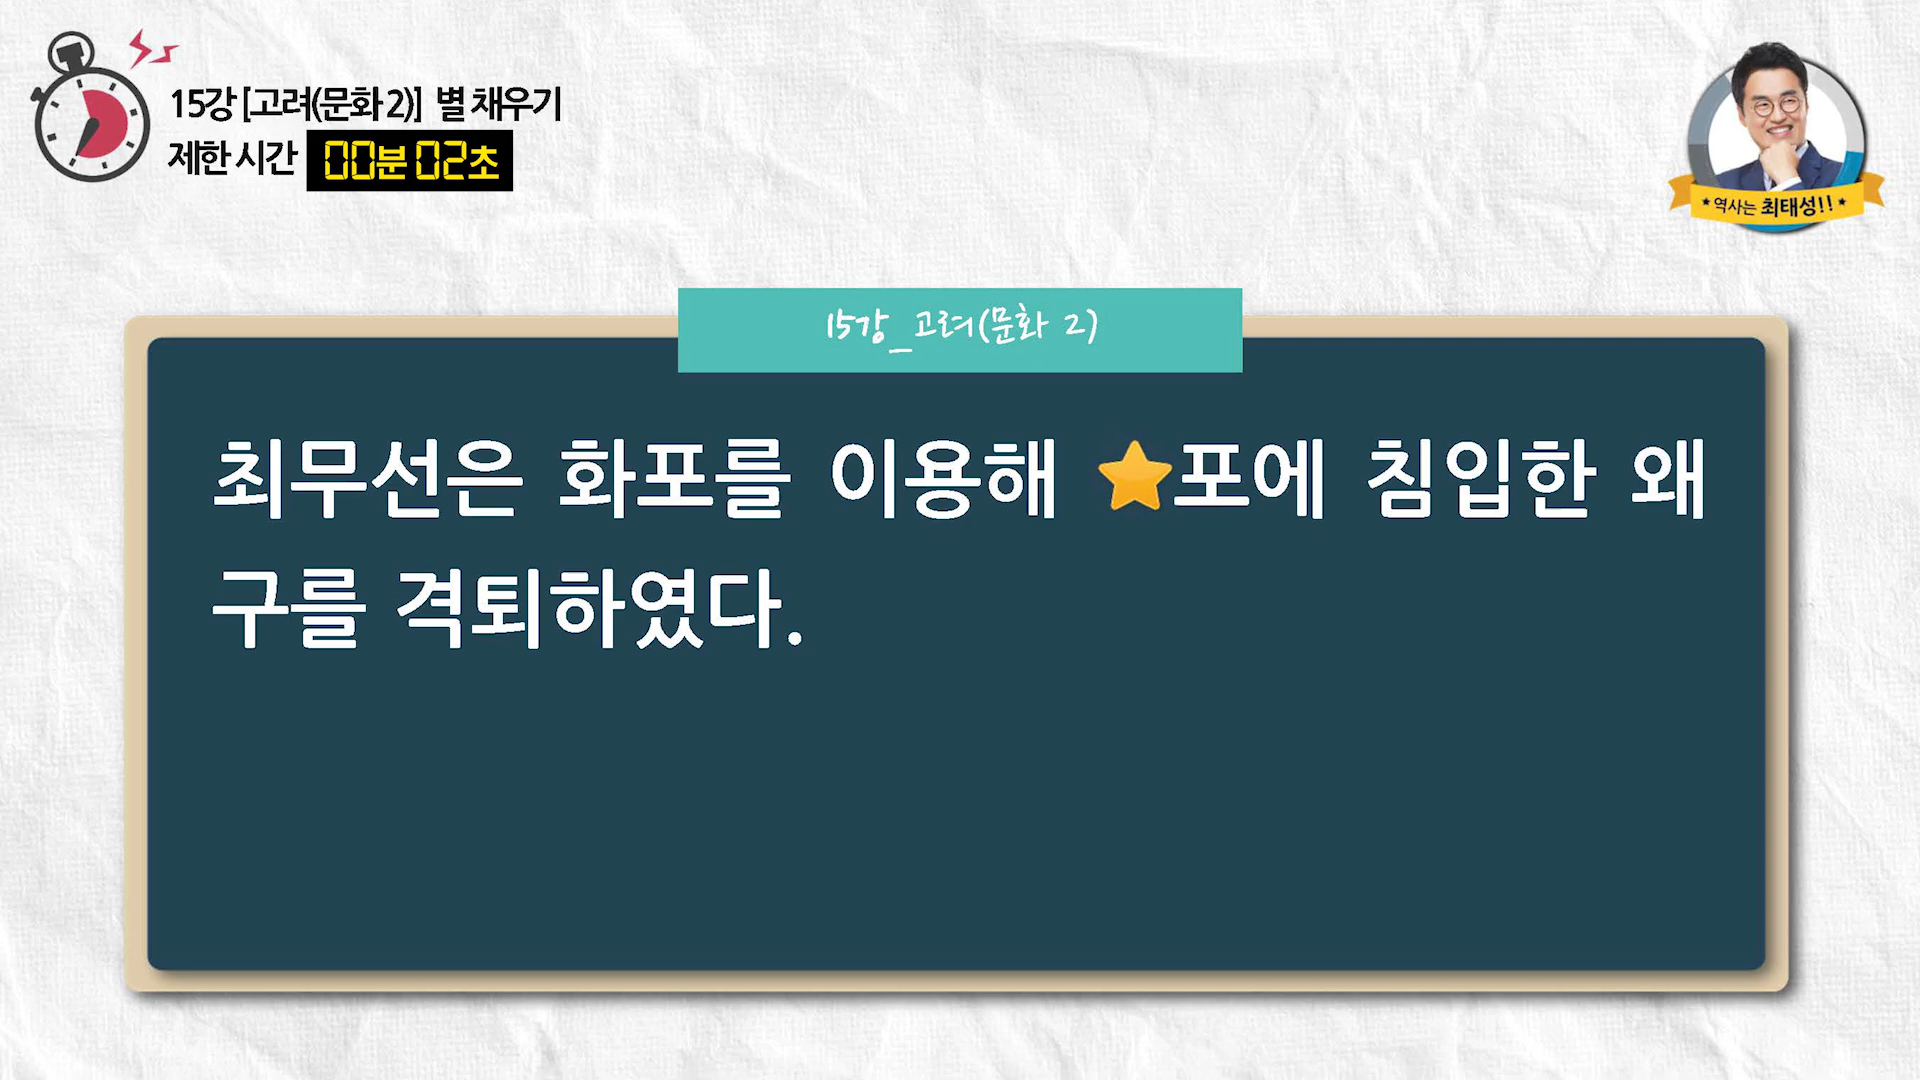 15강 [고려(문화 2)] 별 채우기
제한 시간 00분 02초
★역사는 최태성!!★
15강_고려(문화 2)
최무선은 화포를 이용해 ⭐포에 침입한 왜
구를 격퇴하였다.